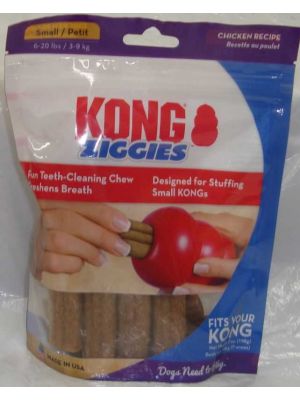 Small / Petit
6-20 lbs / 3-9 kg
CHICKEN RECIPE
Recette au poulet
KONG
ZIGGIES
Fun Teeth-Cleaning Chew
Freshens Breath
Designed for Stuffing
Small KONGs
FITS YOUR
KONG
MADE IN USA
Dogs Need to Play.